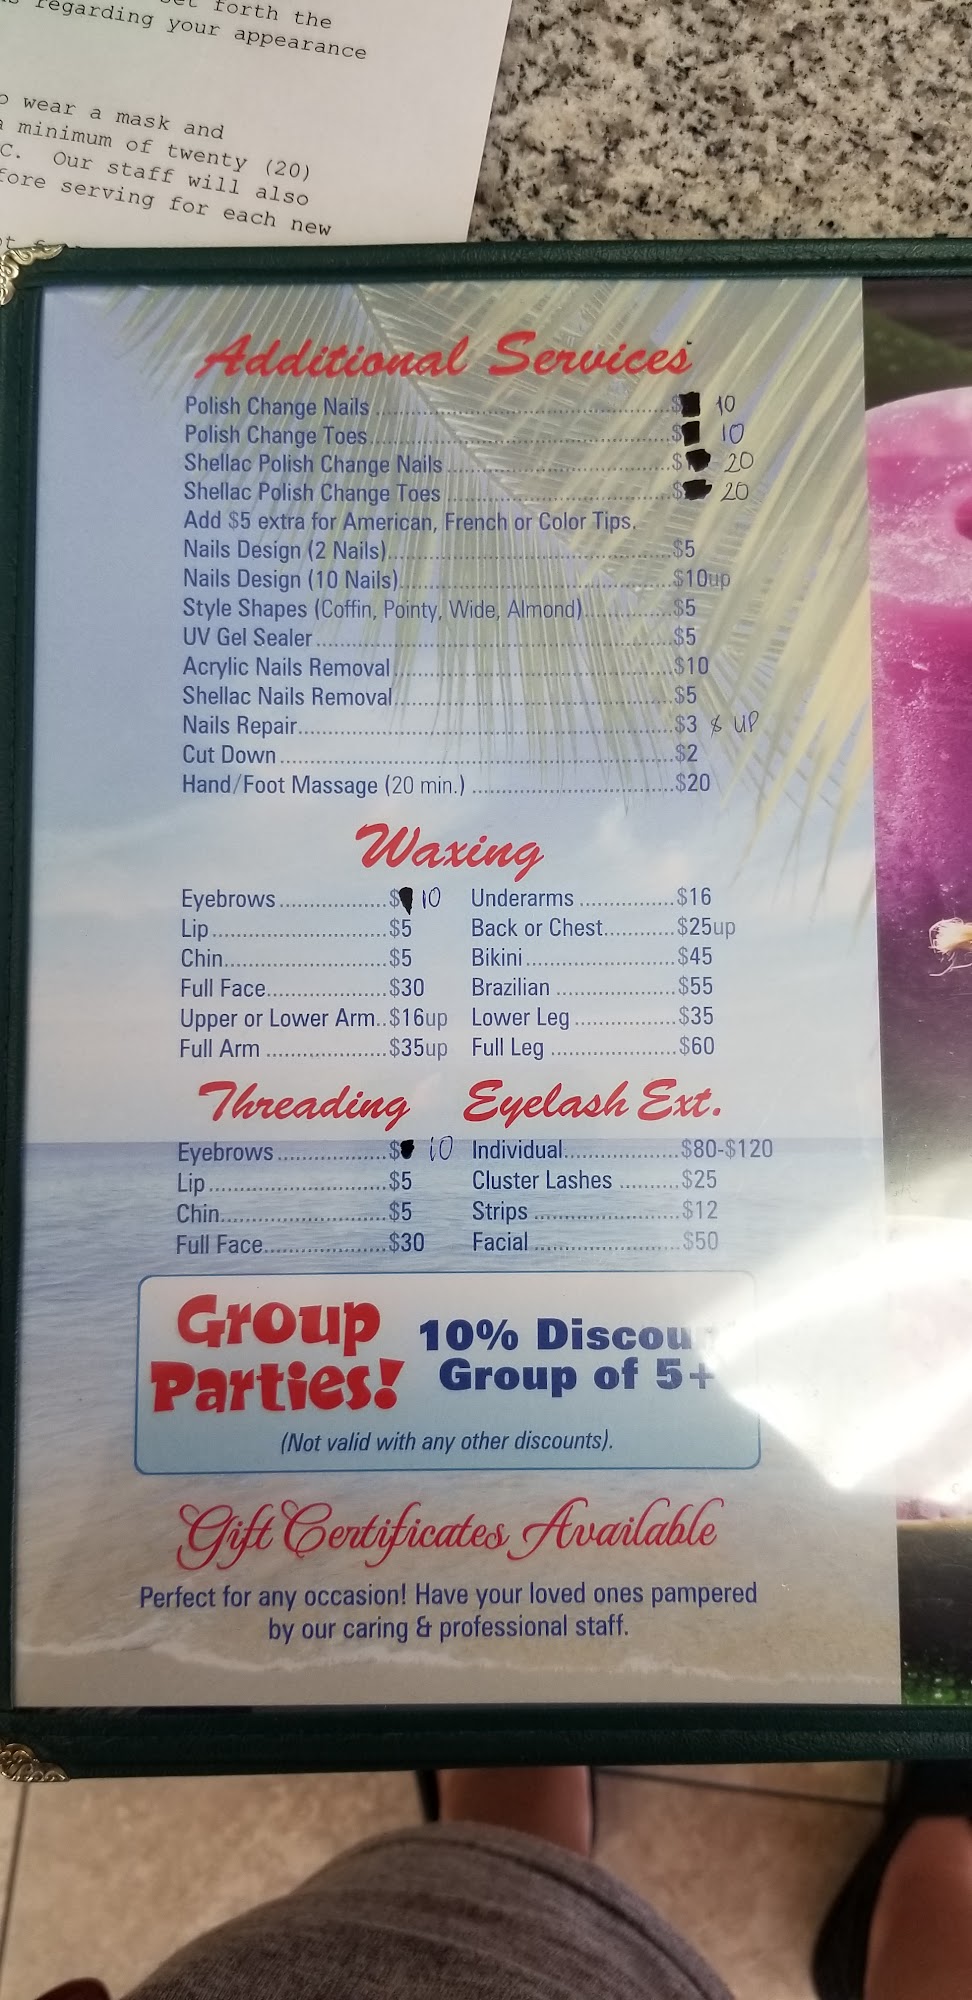 forth the
regarding your appearance
wear a mask and
minimum of twenty (20)
Our staff will also
serving for each new
Additional Services
Polish Change Nails ........ $ 10
Polish Change Toes ........ $ 10
Shellac Polish Change Nails ........ $ 20
Shellac Polish Change Toes ........ $ 20
Add $5 extra for American, French or Color Tips.
Nails Design (2 Nails) ........ $5
Nails Design (10 Nails) ........ $10up
Style Shapes (Coffin, Pointy, Wide, Almond) ........ $5
UV Gel Sealer ........ $5
Acrylic Nails Removal ........ $10
Shellac Nails Removal ........ $5
Nails Repair ........ $3 & UP
Cut Down ........ $2
Hand/Foot Massage (20 min.) ........ $20
Waxing
Eyebrows ........ $ 10
Lip ........ $5
Chin ........ $5
Full Face ........ $30
Upper or Lower Arm.. $16up
Full Arm ........ $35up
Underarms ........ $16
Back or Chest ........ $25up
Bikini ........ $45
Brazilian ........ $55
Lower Leg ........ $35
Full Leg ........ $60
Threading
Eyebrows ........ $ 10
Lip ........ $5
Chin ........ $5
Full Face ........ $30
Eyelash Ext.
Individual ........ $80-$120
Cluster Lashes ........ $25
Strips ........ $12
Facial ........ $50
Group
Parties!
10% Discou
Group of 5+
(Not valid with any other discounts).
Gift Certificates Available
Perfect for any occasion! Have your loved ones pampered
by our caring & professional staff.